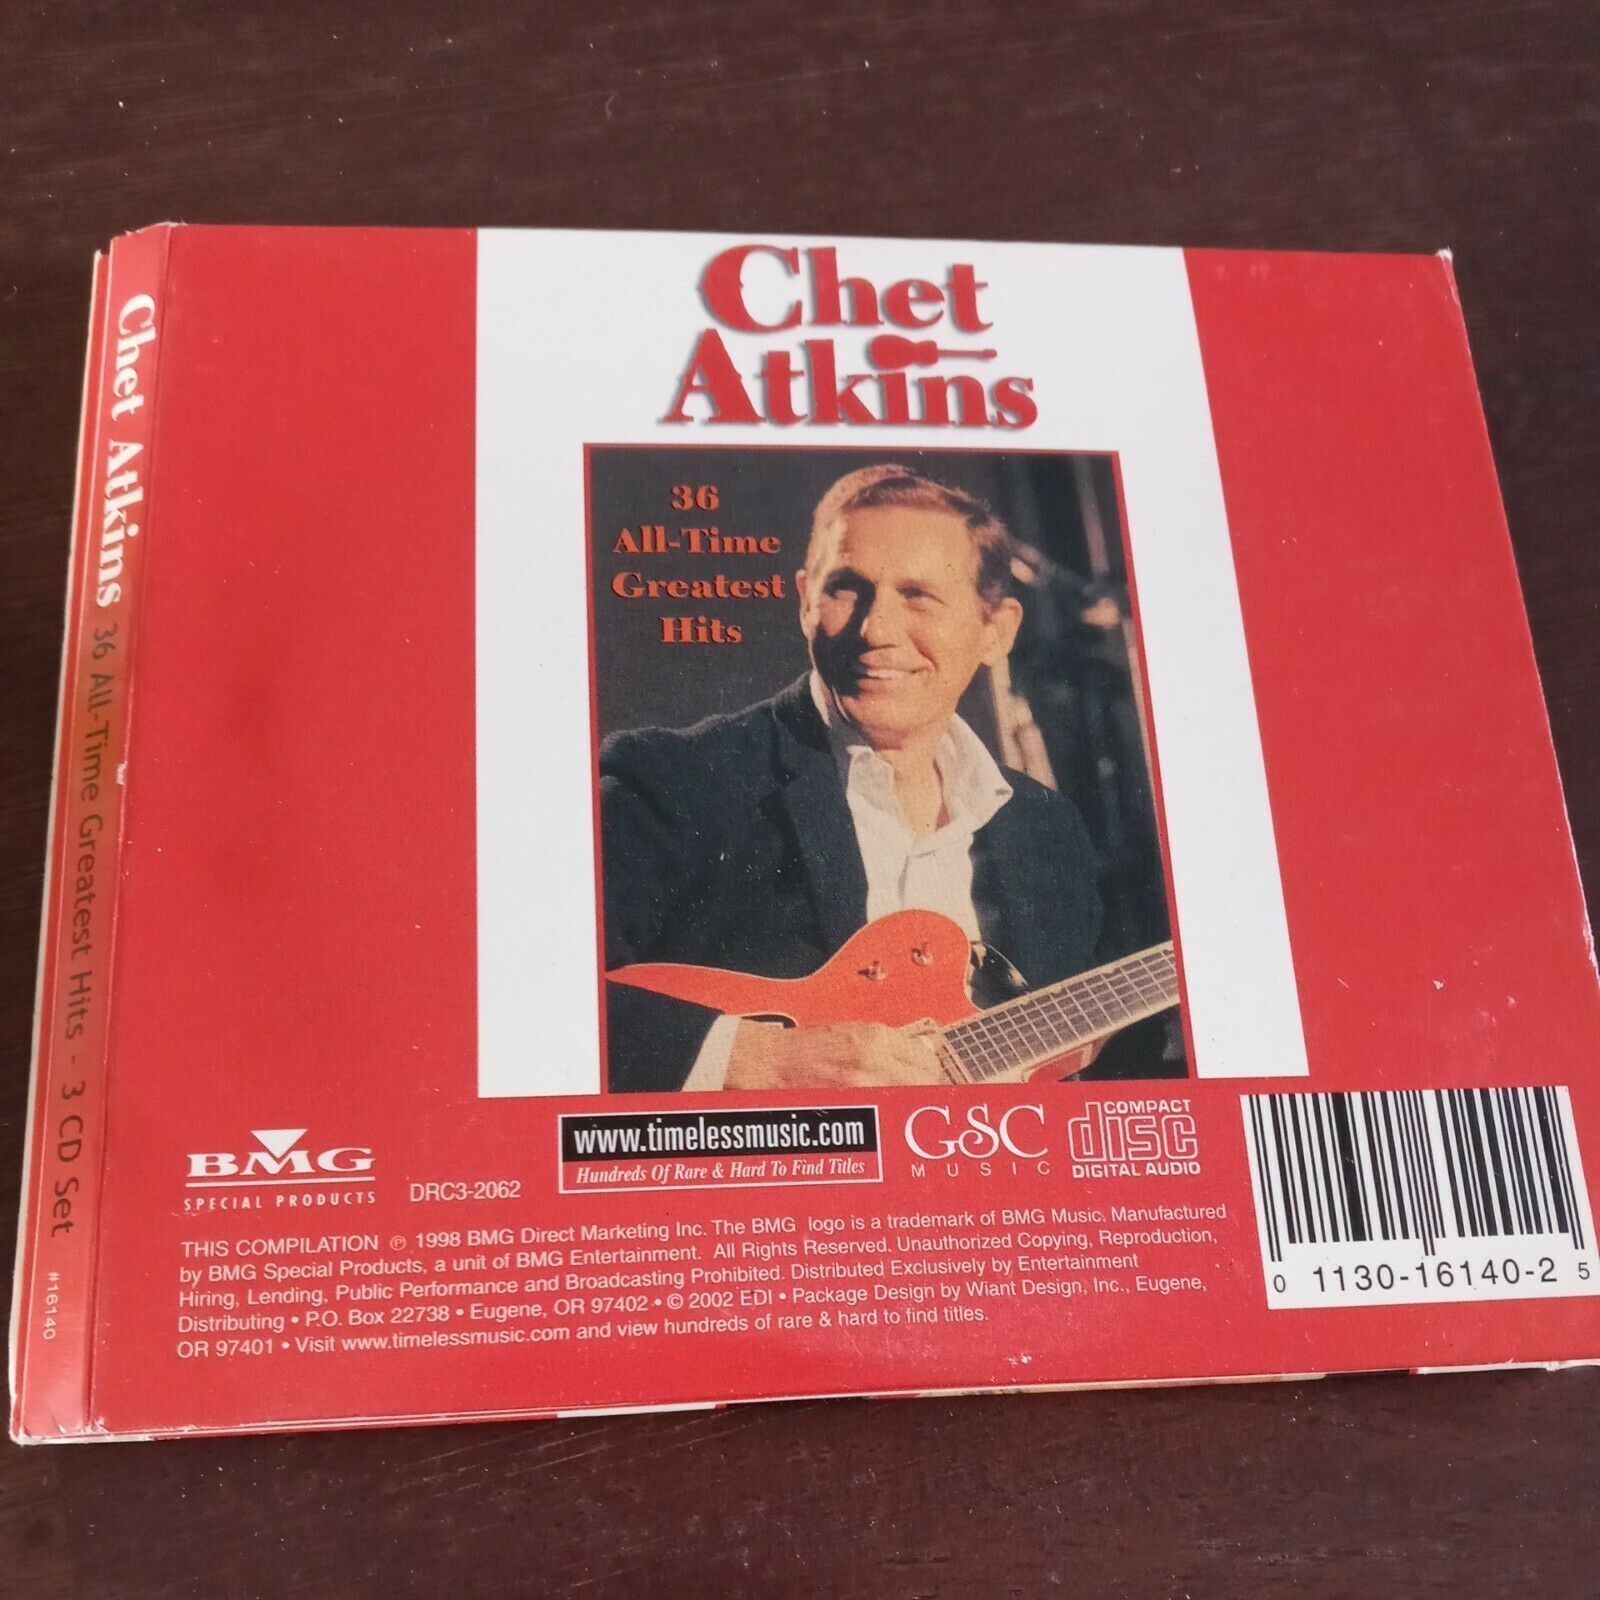 Chet Atkins 36 All-Time Greatest Hits - 3 CD Set #16140
Chet
Atkins
36
All-Time
Greatest
Hits
BMG
SPECIAL PRODUCTS
DRC3-2062
www.timelessmusic.com
Hundreds Of Rare & Hard To Find Titles
GSC
MUSIC
COMPACT
disc
DIGITAL AUDIO
THIS COMPILATION ℗ 1998 BMG Direct Marketing Inc. The BMG logo is a trademark of BMG Music. Manufactured
by BMG Special Products, a unit of BMG Entertainment. All Rights Reserved. Unauthorized Copying, Reproduction,
Hiring, Lending, Public Performance and Broadcasting Prohibited. Distributed Exclusively by Entertainment
Distributing • P.O. Box 22738 • Eugene, OR 97402 • © 2002 EDI • Package Design by Wiant Design, Inc., Eugene,
OR 97401 • Visit www.timelessmusic.com and view hundreds of rare & hard to find titles.
0 1130-16140-2 5